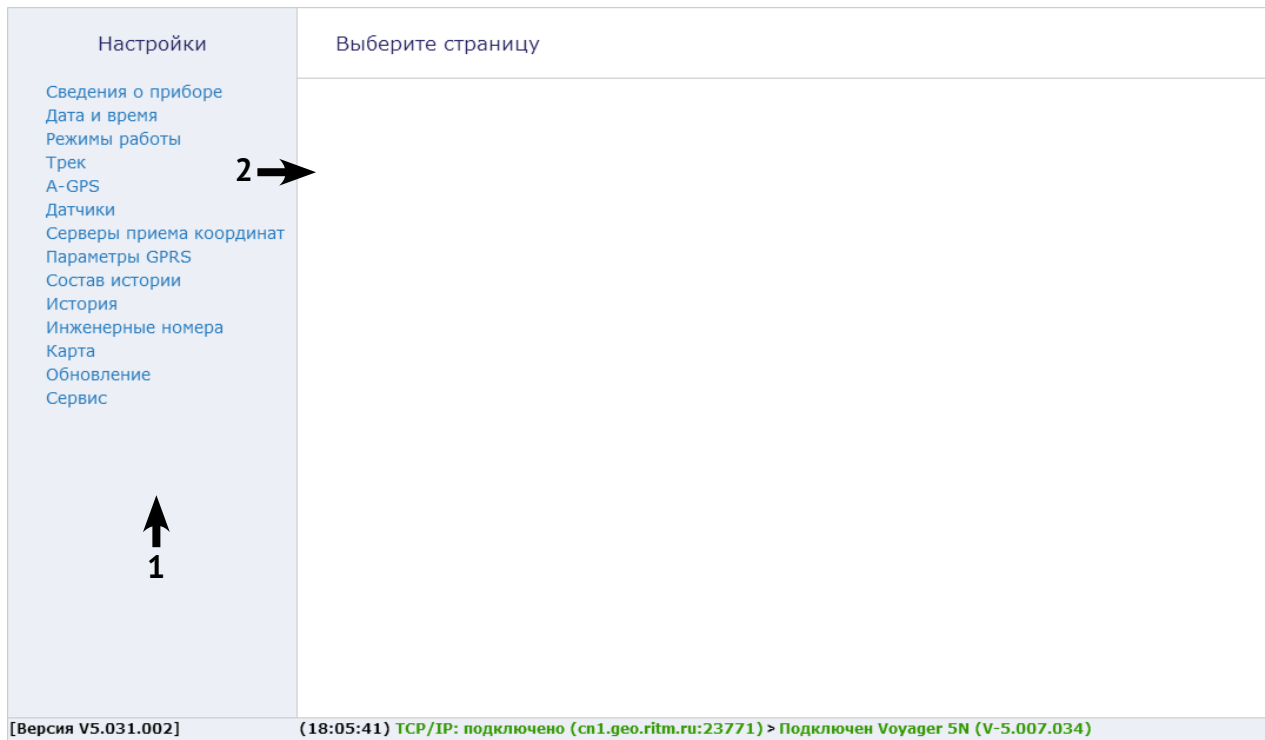 Настройки
Выберите страницу
Сведения о приборе
Дата и время
Режимы работы
Трек
A-GPS
Датчики
Серверы приема координат
Параметры GPRS
Состав истории
История
Инженерные номера
Карта
Обновление
Сервис
2
1
[Версия V5.031.002]
(18:05:41) TCP/IP: подключено (cn1.geo.ritm.ru:23771) > Подключен Voyager 5N (V-5.007.034)